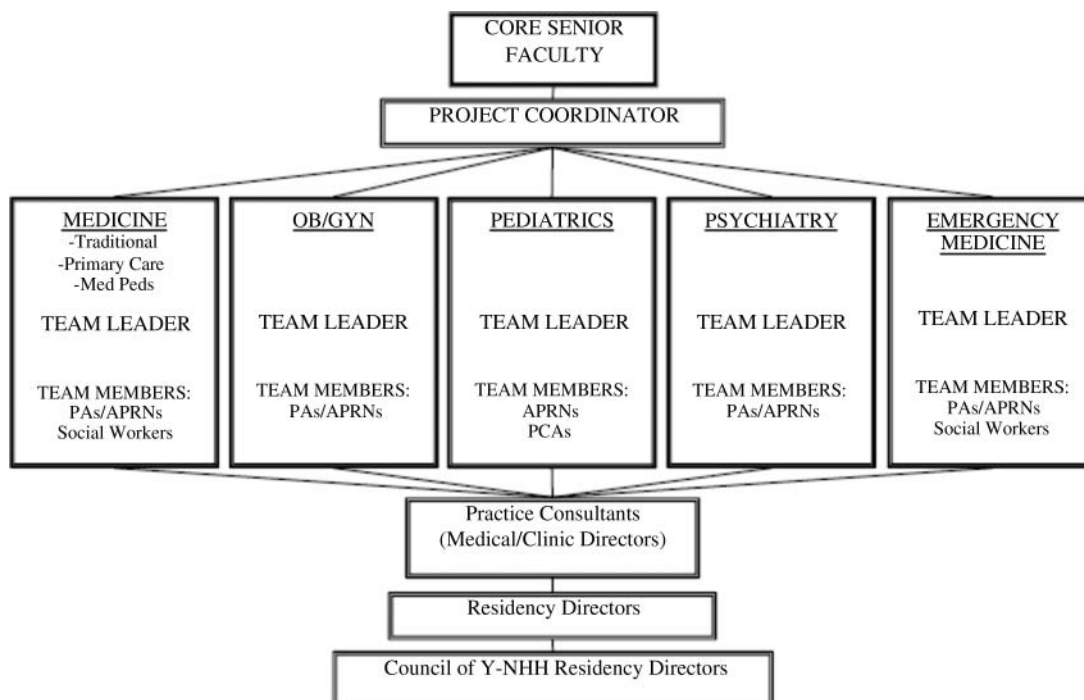 CORE SENIOR
FACULTY
PROJECT COORDINATOR
MEDICINE
-Traditional
-Primary Care
-Med Peds
TEAM LEADER
TEAM MEMBERS:
PAs/APRNs
Social Workers
OB/GYN
TEAM LEADER
TEAM MEMBERS:
PAs/APRNs
PEDIATRICS
TEAM LEADER
TEAM MEMBERS:
APRNs
PCAs
PSYCHIATRY
TEAM LEADER
TEAM MEMBERS:
PAs/APRNs
EMERGENCY
MEDICINE
TEAM LEADER
TEAM MEMBERS:
PAs/APRNs
Social Workers
Practice Consultants
(Medical/Clinic Directors)
Residency Directors
Council of Y-NHH Residency Directors